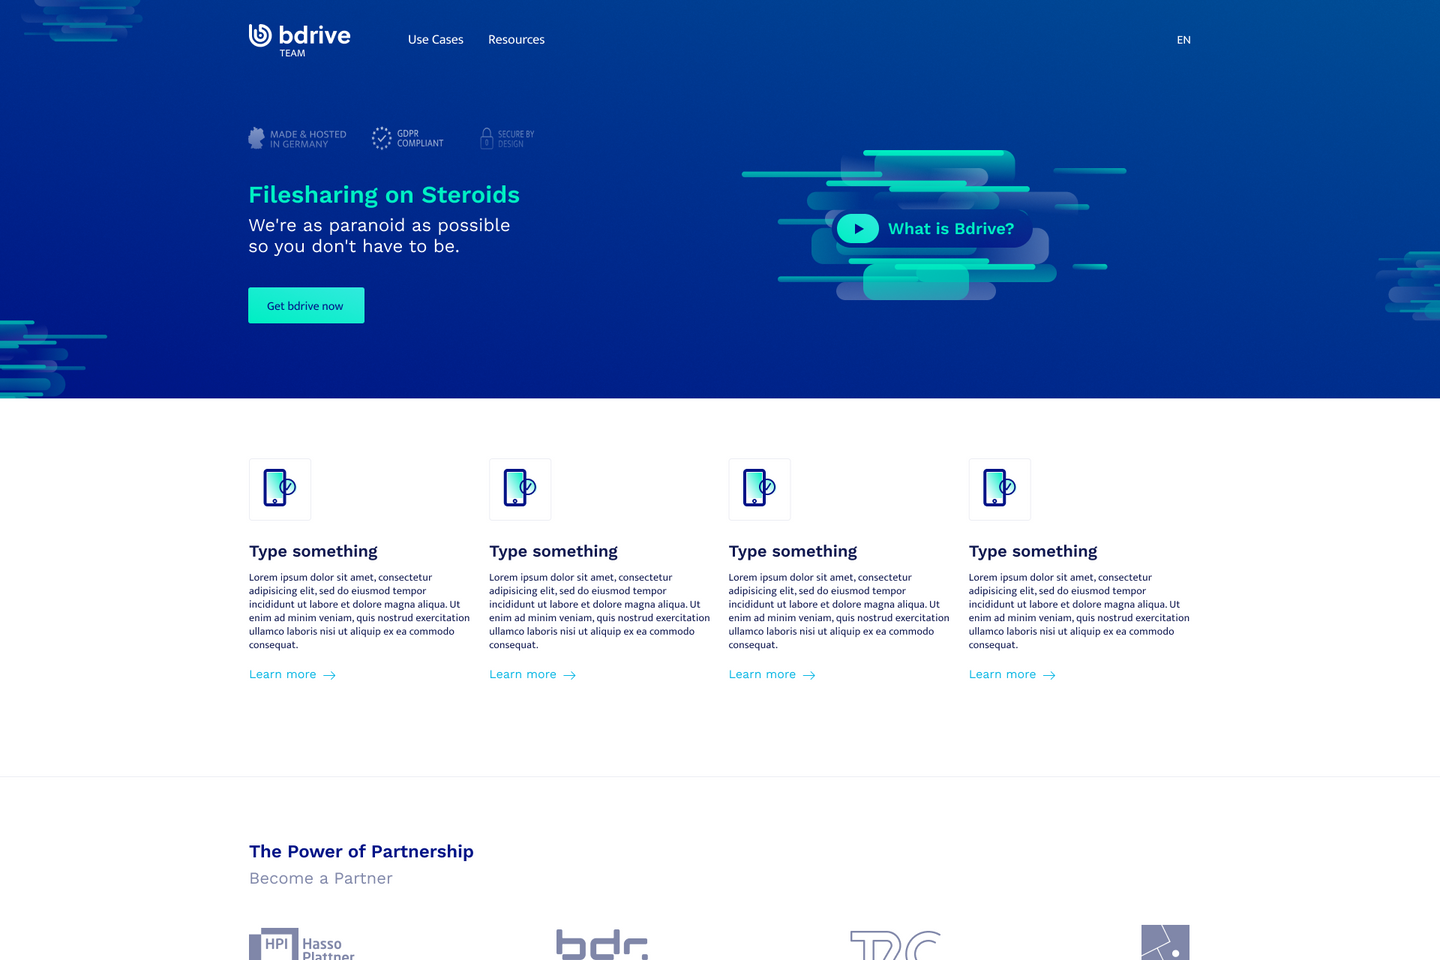 bdrive
TEAM
Use Cases
Resources
EN
MADE & HOSTED
IN GERMANY
GDPR
COMPLIANT
SECURE BY
DESIGN
Filesharing on Steroids
We're as paranoid as possible
so you don't have to be.
Get bdrive now
What is Bdrive?
Type something
Lorem ipsum dolor sit amet, consectetur
adipisicing elit, sed do eiusmod tempor
incididunt ut labore et dolore magna aliqua. Ut
enim ad minim veniam, quis nostrud exercitation
ullamco laboris nisi ut aliquip ex ea commodo
consequat.
Learn more
Type something
Lorem ipsum dolor sit amet, consectetur
adipisicing elit, sed do eiusmod tempor
incididunt ut labore et dolore magna aliqua. Ut
enim ad minim veniam, quis nostrud exercitation
ullamco laboris nisi ut aliquip ex ea commodo
consequat.
Learn more
Type something
Lorem ipsum dolor sit amet, consectetur
adipisicing elit, sed do eiusmod tempor
incididunt ut labore et dolore magna aliqua. Ut
enim ad minim veniam, quis nostrud exercitation
ullamco laboris nisi ut aliquip ex ea commodo
consequat.
Learn more
Type something
Lorem ipsum dolor sit amet, consectetur
adipisicing elit, sed do eiusmod tempor
incididunt ut labore et dolore magna aliqua. Ut
enim ad minim veniam, quis nostrud exercitation
ullamco laboris nisi ut aliquip ex ea commodo
consequat.
Learn more
The Power of Partnership
Become a Partner
HPI
Hasso
Plattner
bdr.